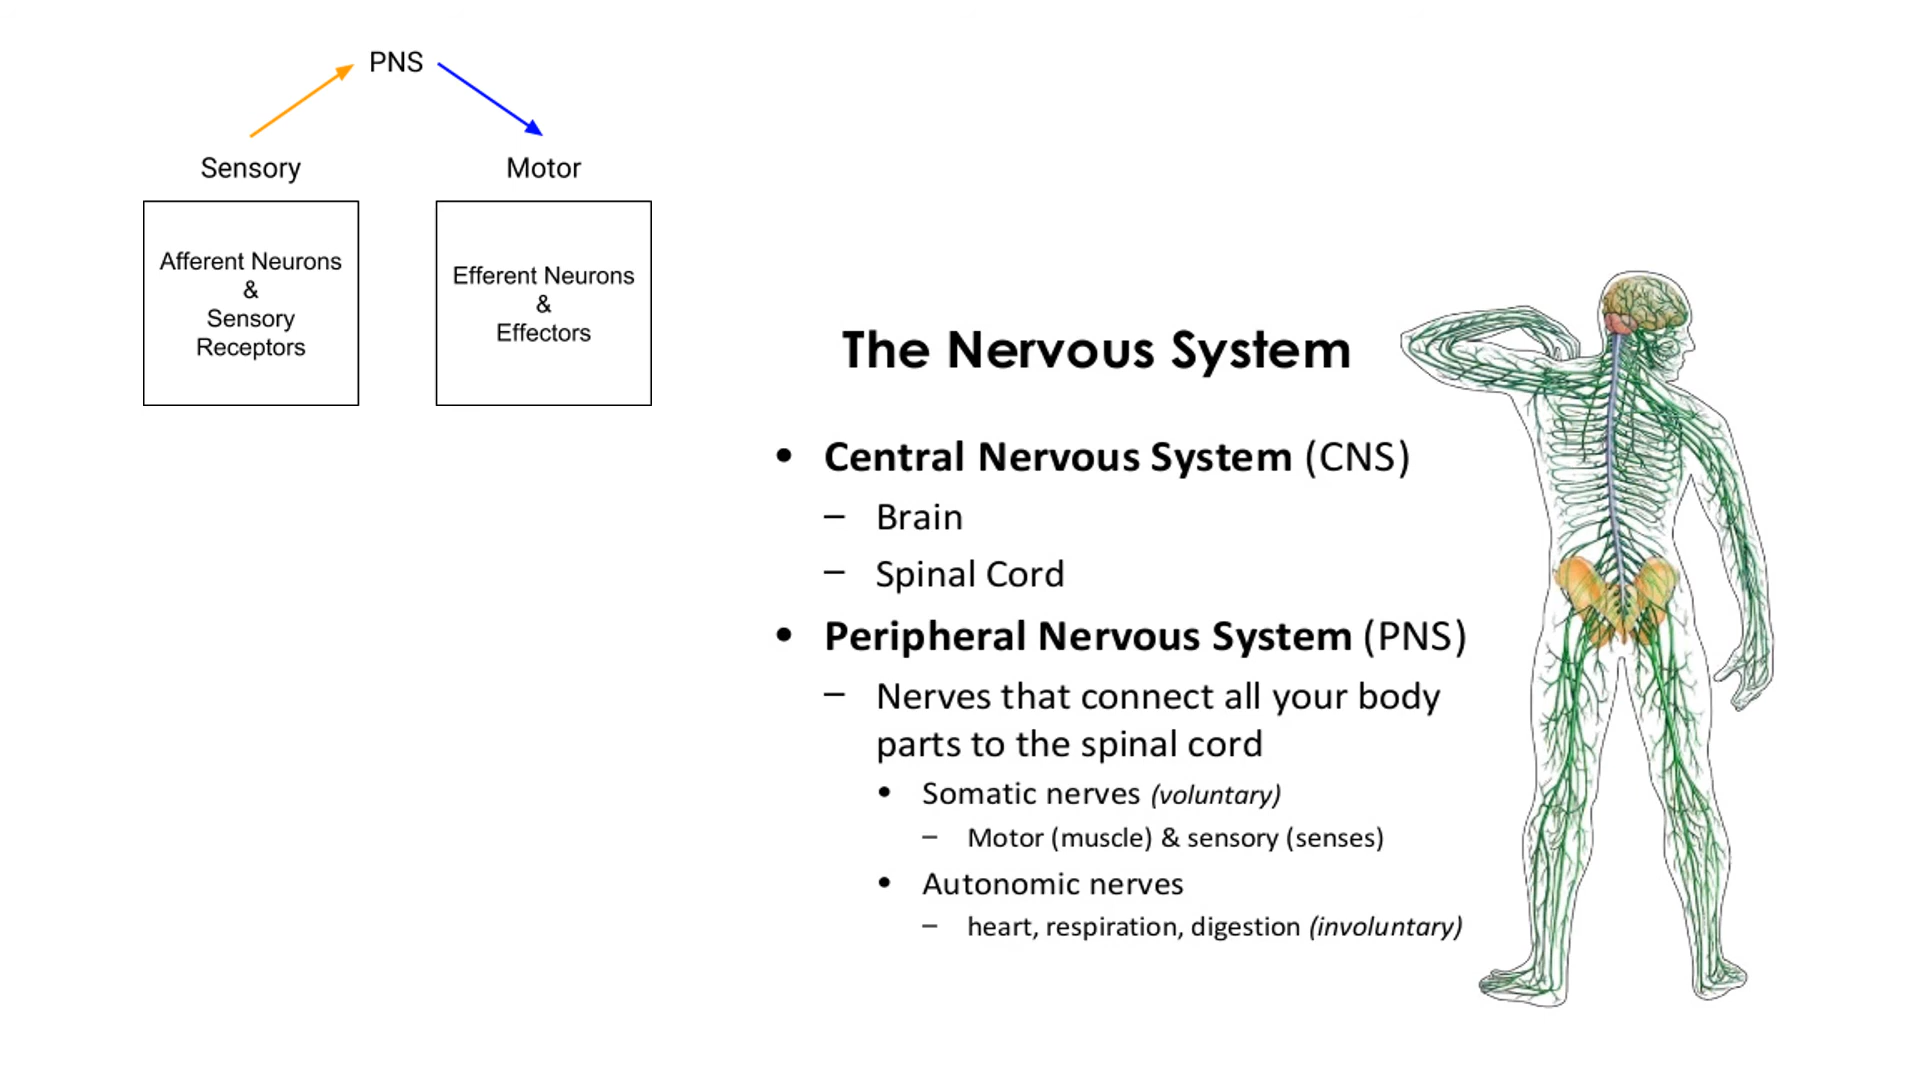 PNS
Sensory
Motor
Afferent Neurons
&
Sensory
Receptors
Efferent Neurons
&
Effectors
The Nervous System
• Central Nervous System (CNS)
– Brain
– Spinal Cord
• Peripheral Nervous System (PNS)
– Nerves that connect all your body
parts to the spinal cord
• Somatic nerves (voluntary)
– Motor (muscle) & sensory (senses)
• Autonomic nerves
– heart, respiration, digestion (involuntary)